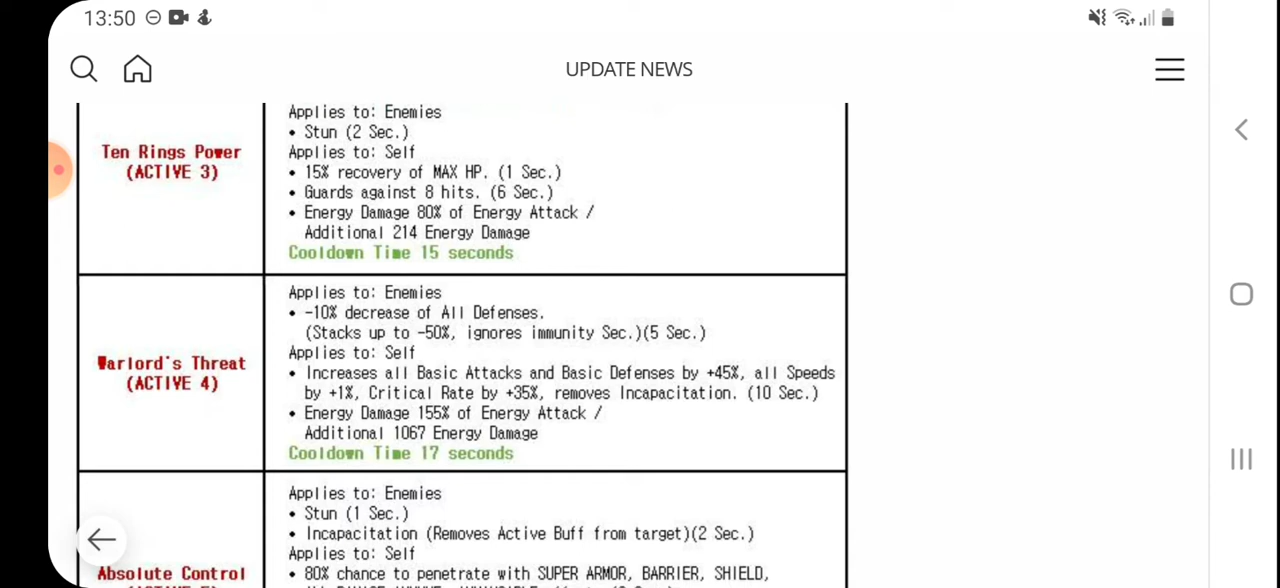 13:50
UPDATE NEWS
Applies to: Enemies
• Stun (2 Sec.)
Ten Rings Power
(ACTIVE 3)
Applies to: Self
• 15% recovery of MAX HP. (1 Sec.)
• Guards against 8 hits. (6 Sec.)
• Energy Damage 80% of Energy Attack /
Additional 214 Energy Damage
Cooldown Time 15 seconds
Warlord's Threat
(ACTIVE 4)
Applies to: Enemies
• -10% decrease of All Defenses.
(Stacks up to -50%, ignores immunity Sec.)(5 Sec.)
Applies to: Self
• Increases all Basic Attacks and Basic Defenses by +45%, all Speeds
by +1%, Critical Rate by +35%, removes Incapacitation. (10 Sec.)
• Energy Damage 155% of Energy Attack /
Additional 1067 Energy Damage
Cooldown Time 17 seconds
Absolute Control
Applies to: Enemies
• Stun (1 Sec.)
• Incapacitation (Removes Active Buff from target)(2 Sec.)
Applies to: Self
• 80% chance to penetrate with SUPER ARMOR, BARRIER, SHIELD,